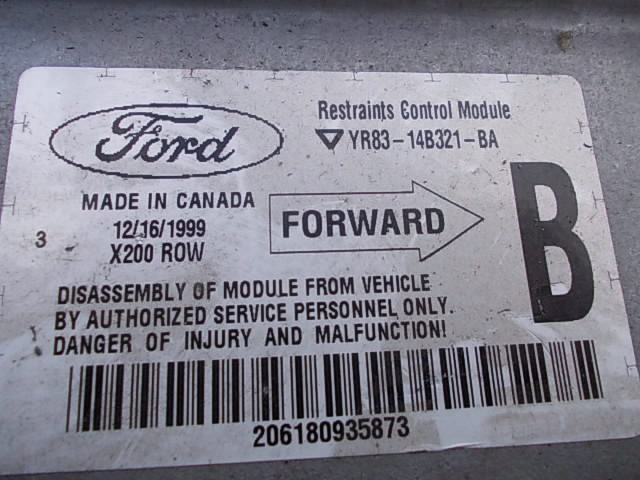 Ford
Restraints Control Module
YR83-14B321-BA
MADE IN CANADA
12/16/1999
3
X200 ROW
FORWARD
B
DISASSEMBLY OF MODULE FROM VEHICLE
BY AUTHORIZED SERVICE PERSONNEL ONLY.
DANGER OF INJURY AND MALFUNCTION!
206180935873